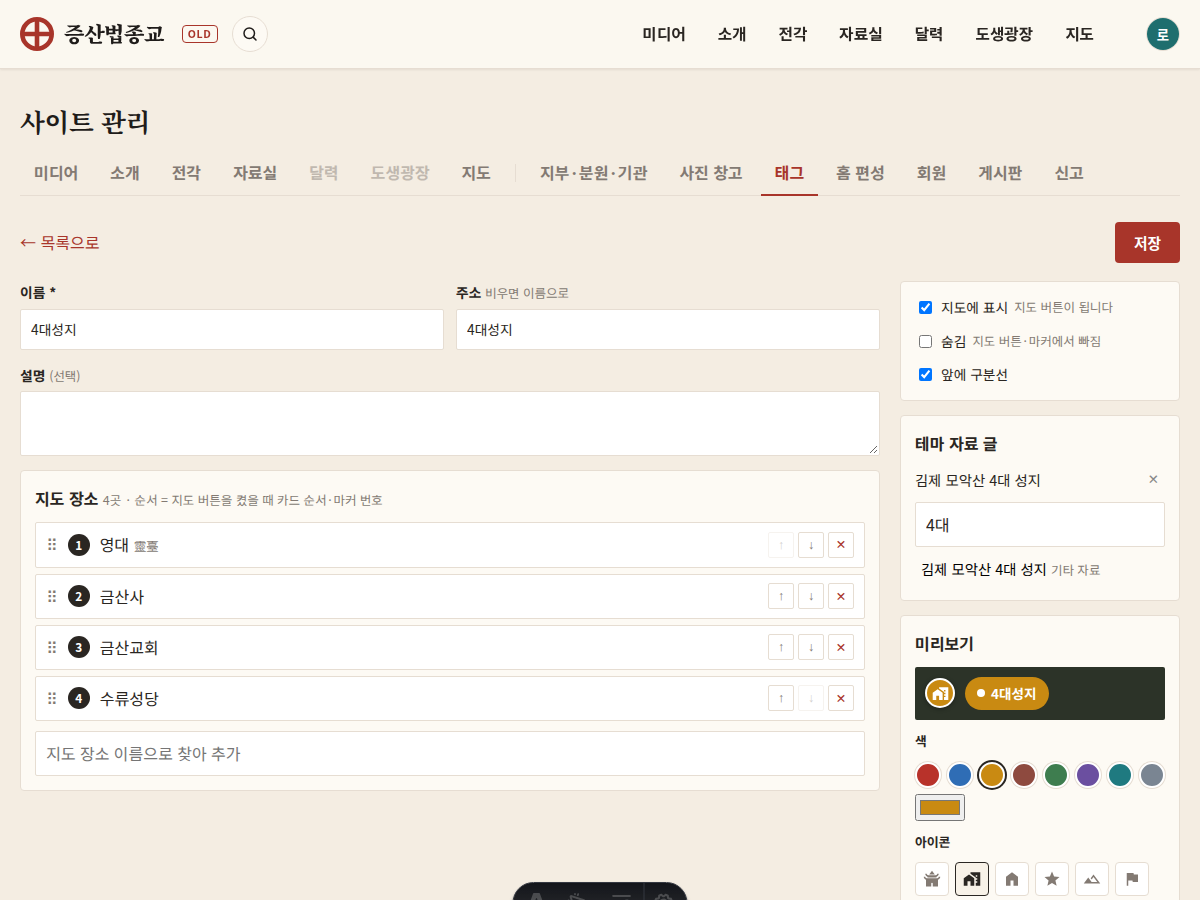 증산법종교 OLD 미디어 소개 전각 자료실 달력 도생광장 지도 로
사이트 관리
미디어 소개 전각 자료실 달력 도생광장 지도 지부·분원·기관 사진 창고 태그 홈 편성 회원 게시판 신고
← 목록으로 저장
이름 *
4대성지
주소 비우면 이름으로
4대성지
설명 (선택)
지도 장소 4곳 · 순서 = 지도 버튼을 켰을 때 카드 순서·마커 번호
1 영대 靈臺 ↑ ↓ ✕
2 금산사 ↑ ↓ ✕
3 금산교회 ↑ ↓ ✕
4 수류성당 ↑ ↓ ✕
지도 장소 이름으로 찾아 추가
지도에 표시 지도 버튼이 됩니다
숨김 지도 버튼·마커에서 빠짐
앞에 구분선
테마 자료 글
김제 모악산 4대 성지 ✕
4대
김제 모악산 4대 성지 기타 자료
미리보기
4대성지
색
아이콘